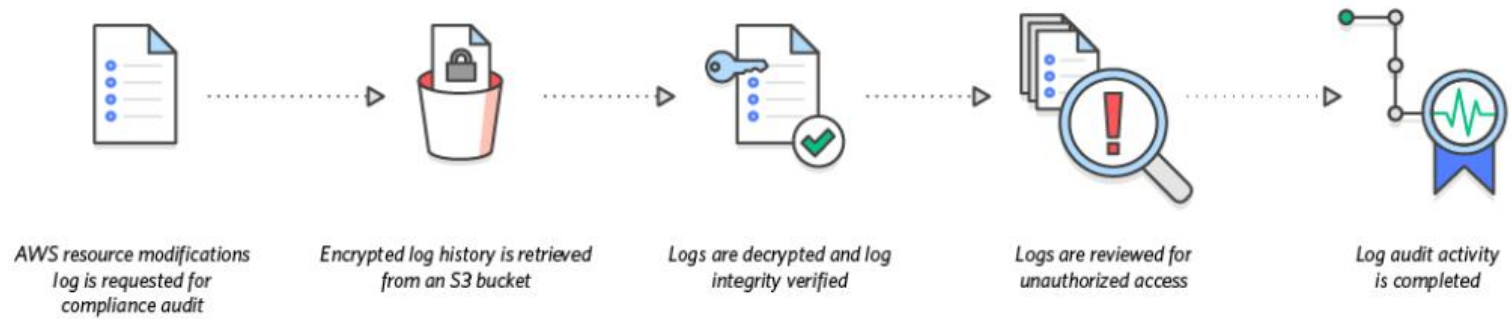 AWS resource modifications
log is requested for
compliance audit
Encrypted log history is retrieved
from an S3 bucket
Logs are decrypted and log
integrity verified
Logs are reviewed for
unauthorized access
Log audit activity
is completed